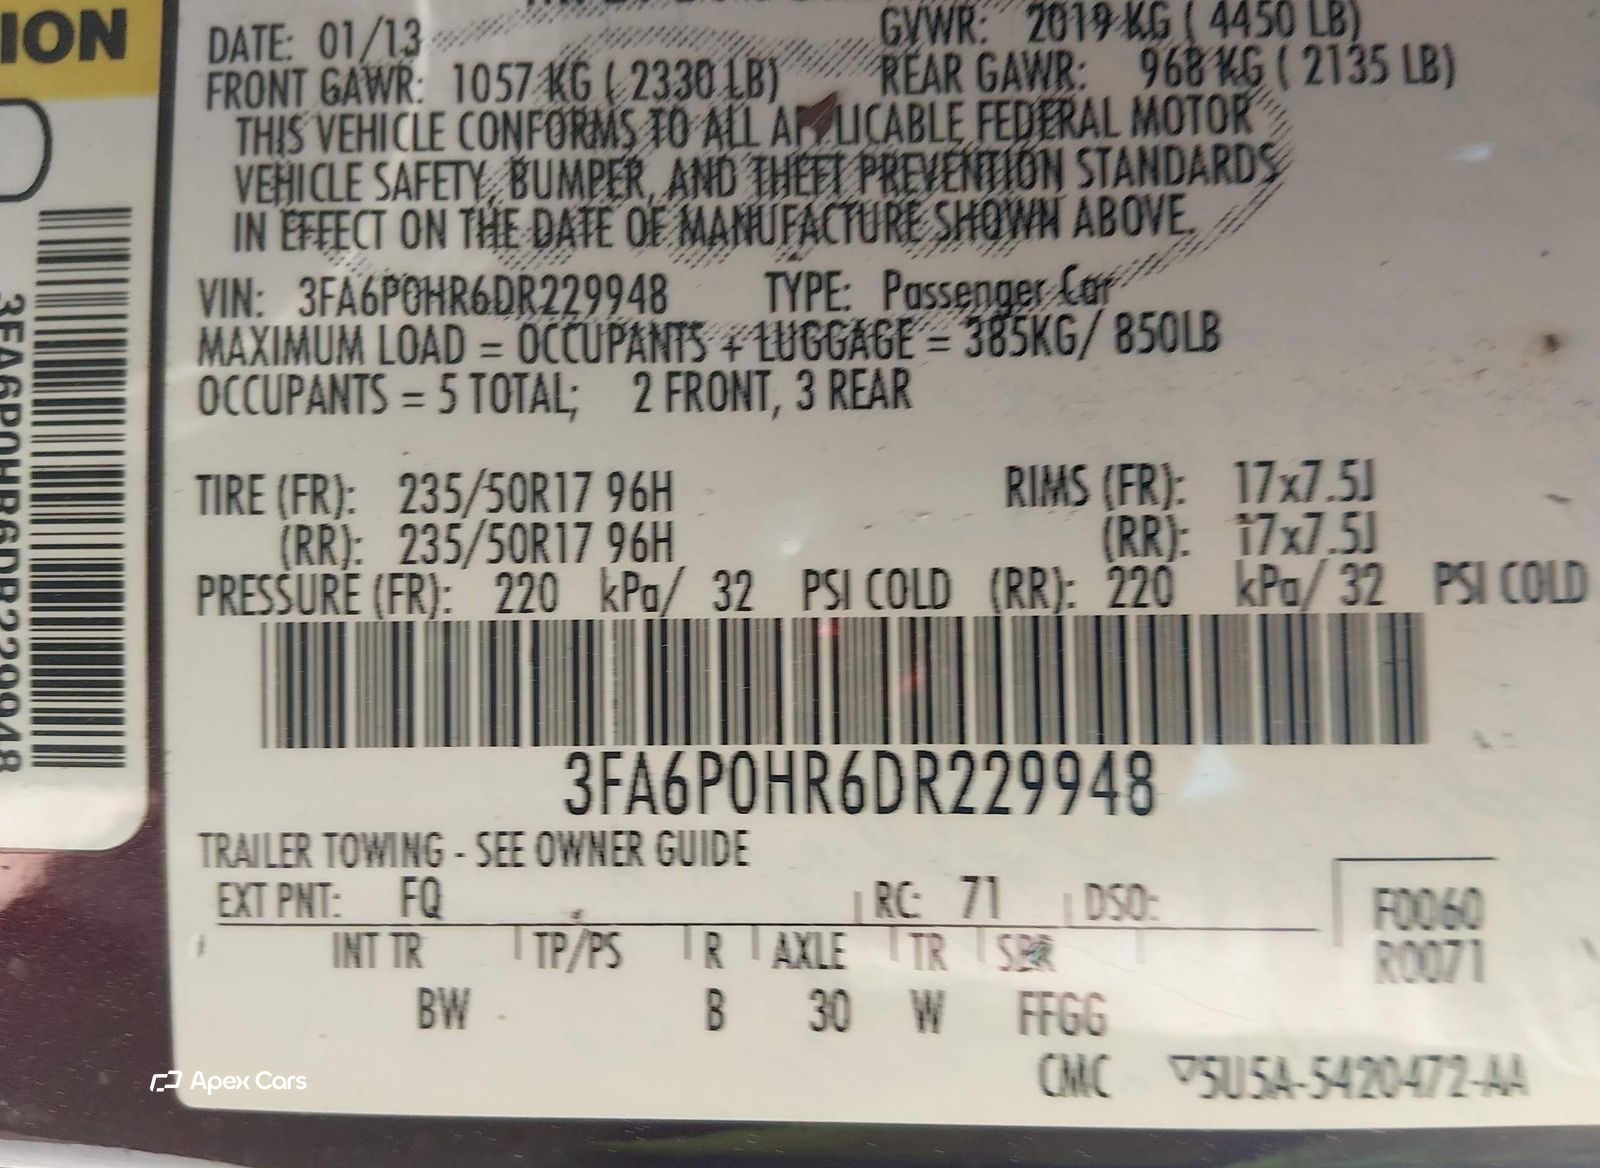 ION
DATE: 01/13 GVWR: 2019 KG ( 4450 LB)
FRONT GAWR: 1057 KG ( 2330 LB) REAR GAWR: 968 KG ( 2135 LB)
THIS VEHICLE CONFORMS TO ALL APPLICABLE FEDERAL MOTOR
VEHICLE SAFETY, BUMPER, AND THEFT PREVENTION STANDARDS
IN EFFECT ON THE DATE OF MANUFACTURE SHOWN ABOVE.
VIN: 3FA6P0HR6DR229948 TYPE: Passenger Car
MAXIMUM LOAD = OCCUPANTS + LUGGAGE = 385KG/ 850LB
OCCUPANTS = 5 TOTAL; 2 FRONT, 3 REAR
TIRE (FR): 235/50R17 96H RIMS (FR): 17x7.5J
(RR): 235/50R17 96H (RR): 17x7.5J
PRESSURE (FR): 220 kPa/ 32 PSI COLD (RR): 220 kPa/ 32 PSI COLD
3FA6P0HR6DR229948
3FA6P0HR6DR229948
TRAILER TOWING - SEE OWNER GUIDE
EXT PNT: FQ RC: 71 DSO: F0060
INT TR TP/PS R AXLE TR SPR R0071
BW B 30 W FFGG
CMC ▽5U5A-5420472-AA
Apex Cars